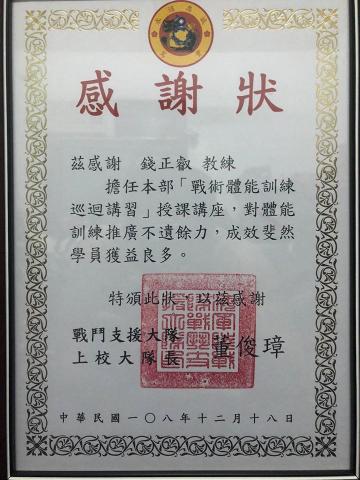 感謝狀
茲感謝 錢正叡 教練
擔任本部「戰術體能訓練
巡迴講習」授課講座，對體能
訓練推廣不遺餘力，成效斐然
學員獲益良多。
特頒此狀，以茲感謝
戰鬥支援大隊
上校大隊長 董俊璋
中華民國一〇八年十二月十八日